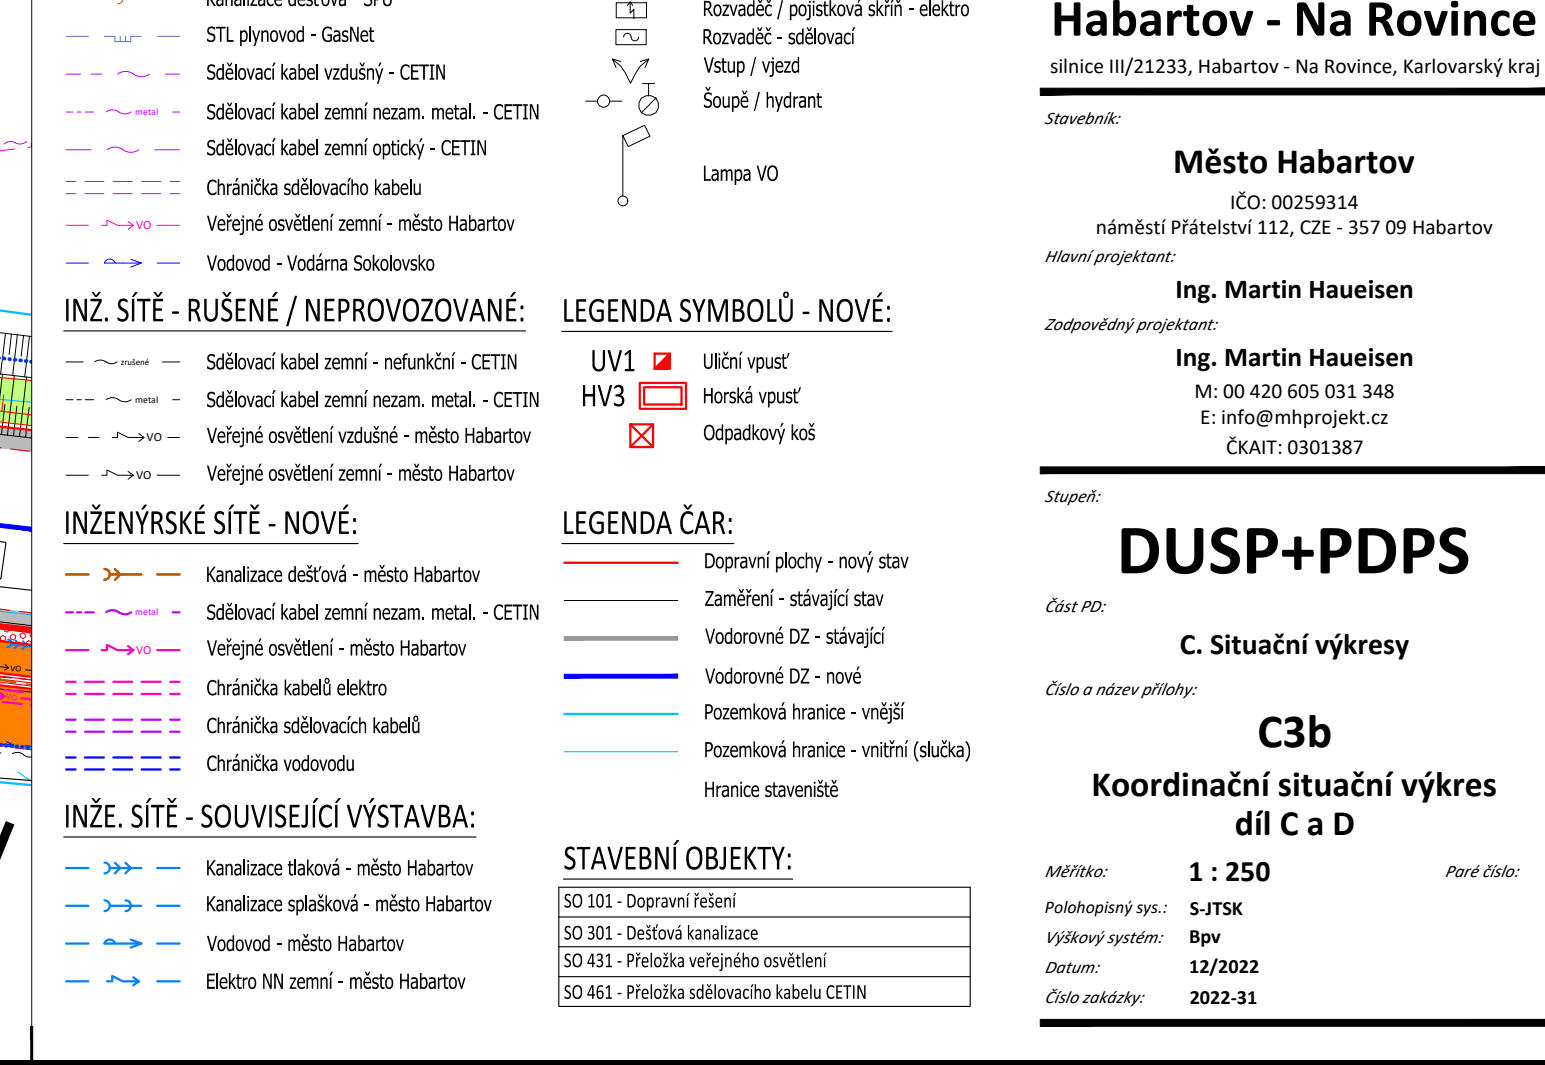 Kanalizace dešťová - SPÚ
STL plynovod - GasNet
Sdělovací kabel vzdušný - CETIN
metal
Sdělovací kabel zemní nezam. metal. - CETIN
Sdělovací kabel zemní optický - CETIN
Chránička sdělovacího kabelu
VO
Veřejné osvětlení zemní - město Habartov
Vodovod - Vodárna Sokolovsko
INŽ. SÍTĚ - RUŠENÉ / NEPROVOZOVANÉ:
zrušené
Sdělovací kabel zemní - nefunkční - CETIN
metal
Sdělovací kabel zemní nezam. metal. - CETIN
VO
Veřejné osvětlení vzdušné - město Habartov
VO
Veřejné osvětlení zemní - město Habartov
INŽENÝRSKÉ SÍTĚ - NOVÉ:
Kanalizace dešťová - město Habartov
metal
Sdělovací kabel zemní nezam. metal. - CETIN
VO
Veřejné osvětlení - město Habartov
Chránička kabelů elektro
Chránička sdělovacích kabelů
Chránička vodovodu
INŽE. SÍTĚ - SOUVISEJÍCÍ VÝSTAVBA:
Kanalizace tlaková - město Habartov
Kanalizace splašková - město Habartov
Vodovod - město Habartov
Elektro NN zemní - město Habartov
Rozvaděč / pojistková skříň - elektro
Rozvaděč - sdělovací
Vstup / vjezd
Šoupě / hydrant
Lampa VO
LEGENDA SYMBOLŮ - NOVÉ:
UV1 Uliční vpusť
HV3 Horská vpusť
Odpadkový koš
LEGENDA ČAR:
Dopravní plochy - nový stav
Zaměření - stávající stav
Vodorovné DZ - stávající
Vodorovné DZ - nové
Pozemková hranice - vnější
Pozemková hranice - vnitřní (slučka)
Hranice staveniště
STAVEBNÍ OBJEKTY:
SO 101 - Dopravní řešení
SO 301 - Dešťová kanalizace
SO 431 - Přeložka veřejného osvětlení
SO 461 - Přeložka sdělovacího kabelu CETIN
Habartov - Na Rovince
silnice III/21233, Habartov - Na Rovince, Karlovarský kraj
Stavebník:
Město Habartov
IČO: 00259314
náměstí Přátelství 112, CZE - 357 09 Habartov
Hlavní projektant:
Ing. Martin Haueisen
Zodpovědný projektant:
Ing. Martin Haueisen
M: 00 420 605 031 348
E: info@mhprojekt.cz
ČKAIT: 0301387
Stupeň:
DUSP+PDPS
Část PD:
C. Situační výkresy
Číslo a název přílohy:
C3b
Koordinační situační výkres
díl C a D
Měřítko: 1 : 250 Paré číslo:
Polohopisný sys.: S-JTSK
Výškový systém: Bpv
Datum: 12/2022
Číslo zakázky: 2022-31
VO
VO